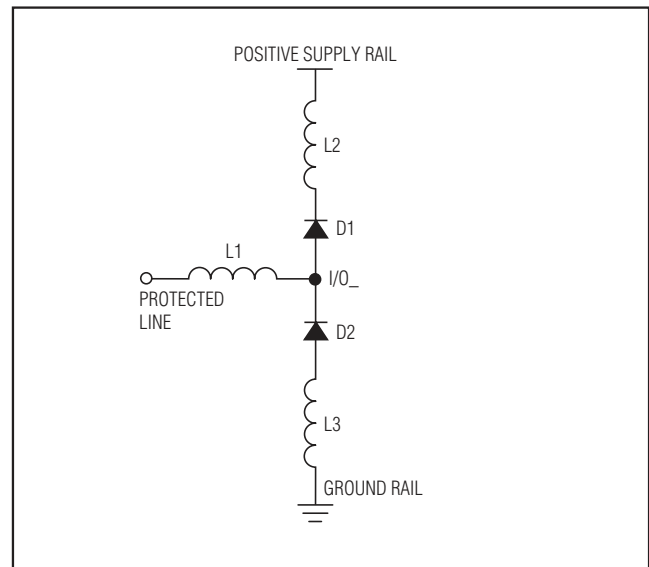 POSITIVE SUPPLY RAIL
L2
D1
L1
I/O_
PROTECTED
LINE
D2
L3
GROUND RAIL